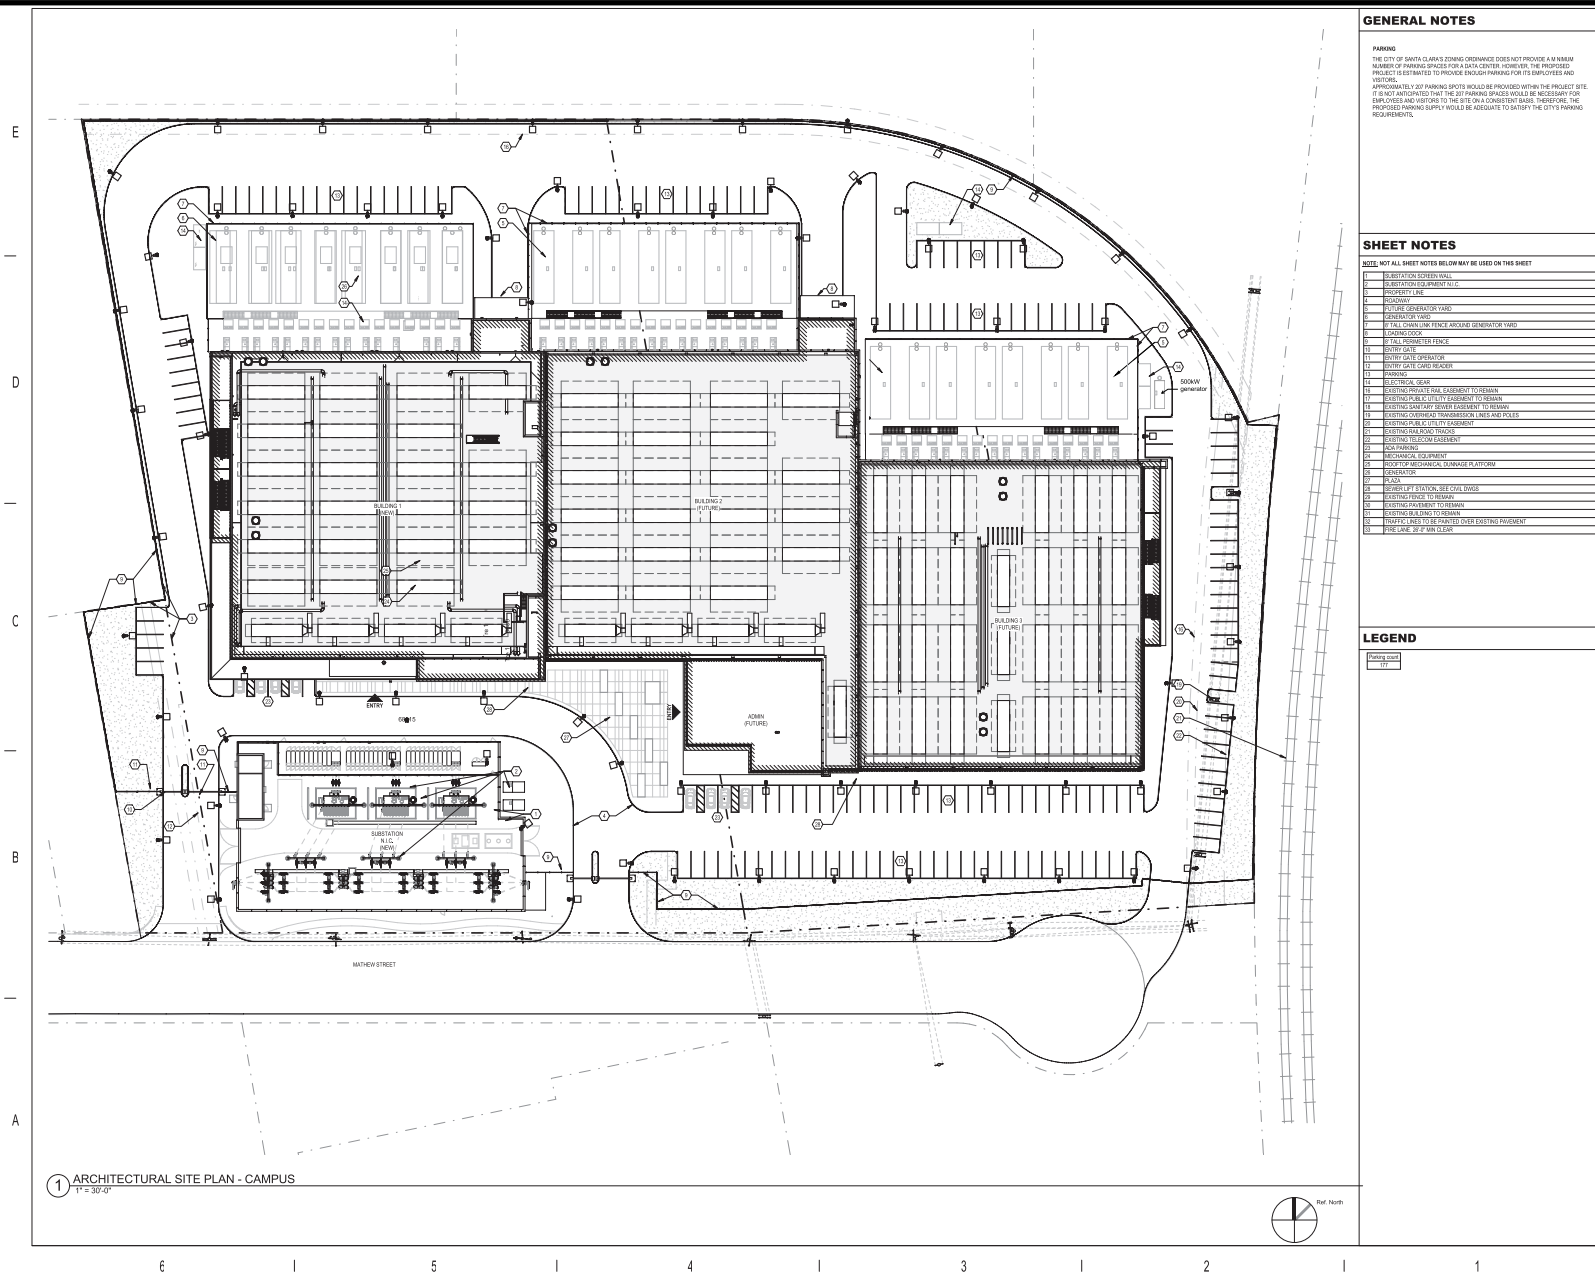 GENERAL NOTES
PARKING
THE CITY OF SANTA CLARA'S ZONING ORDINANCE DOES NOT PROVIDE A M NIMUM
NUMBER OF PARKING SPACES FOR A DATA CENTER. HOWEVER, THE PROPOSED
PROJECT IS ESTIMATED TO PROVIDE ENOUGH PARKING FOR ITS EMPLOYEES AND
VISITORS.
APPROXIMATELY 207 PARKING SPOTS WOULD BE PROVIDED WITHIN THE PROJECT SITE.
IT IS NOT ANTICIPATED THAT THE 207 PARKING SPACES WOULD BE NECESSARY FOR
EMPLOYEES AND VISITORS TO THE SITE ON A CONSISTENT BASIS. THEREFORE, THE
PROPOSED PARKING SUPPLY WOULD BE ADEQUATE TO SATISFY THE CITY'S PARKING
REQUIREMENTS.
SHEET NOTES
NOTE: NOT ALL SHEET NOTES BELOW MAY BE USED ON THIS SHEET
1 SUBSTATION SCREEN WALL
2 SUBSTATION EQUIPMENT N.I.C.
3 PROPERTY LINE
4 ROADWAY
5 FUTURE GENERATOR YARD
6 GENERATOR YARD
7 8' TALL CHAIN LINK FENCE AROUND GENERATOR YARD
8 LOADING DOCK
9 8' TALL PERIMETER FENCE
10 ENTRY GATE
11 ENTRY GATE OPERATOR
12 ENTRY GATE CARD READER
13 PARKING
14 ELECTRICAL GEAR
16 EXISTING PRIVATE RAIL EASEMENT TO REMAIN
17 EXISTING PUBLIC UTILITY EASEMENT TO REMAIN
18 EXISTING SANITARY SEWER EASEMENT TO REMIAN
19 EXISTING OVERHEAD TRANSMISSION LINES AND POLES
20 EXISTING PUBLIC UTILITY EASEMENT
21 EXISTING RAILROAD TRACKS
22 EXISTING TELECOM EASEMENT
23 ADA PARKING
24 MECHANICAL EQUIPMENT
25 ROOFTOP MECHANICAL DUNNAGE PLATFORM
26 GENERATOR
27 PLAZA
28 SEWER LIFT STATION. SEE CIVIL DWGS
29 EXISTING FENCE TO REMAIN
30 EXISTING PAVEMENT TO REMAIN
31 EXISTING BUILDING TO REMAIN
32 TRAFFIC LINES TO BE PAINTED OVER EXISTING PAVEMENT
33 FIRE LANE. 26'-0" MIN CLEAR
LEGEND
Parking count
177
E
D
C
B
A
500kW
generator
BUILDING 1
(NEW)
BUILDING 2
(FUTURE)
BUILDING 3
(FUTURE)
ADMIN
(FUTURE)
ENTRY
ENTRY
SUBSTATION
N.I.C.
(NEW)
MATHEW STREET
1 ARCHITECTURAL SITE PLAN - CAMPUS
1" = 30'-0"
Ref. North
6 5 4 3 2 1